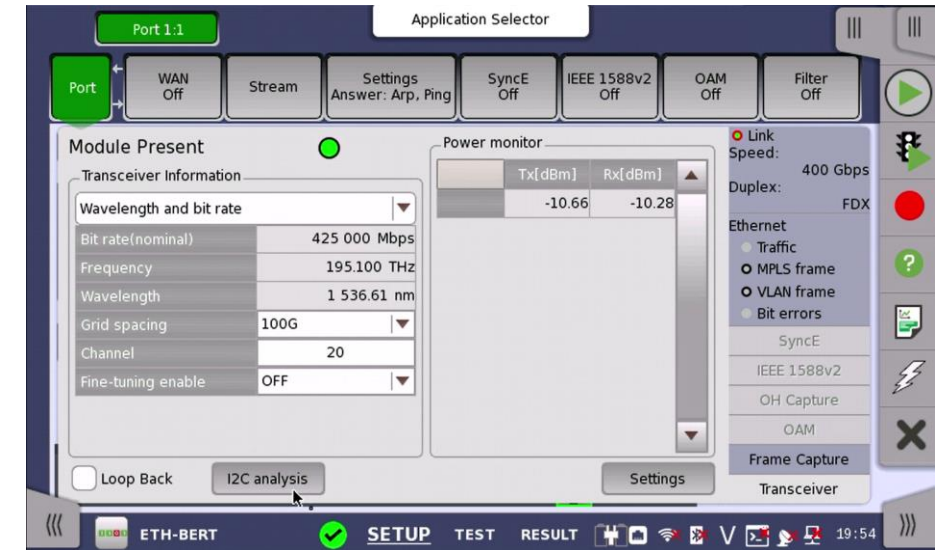 Port 1:1
Application Selector
Port
WAN
Off
Stream
Settings
Answer: Arp, Ping
SyncE
Off
IEEE 1588v2
Off
OAM
Off
Filter
Off
Module Present
Transceiver Information
Wavelength and bit rate
Bit rate(nominal) 425 000 Mbps
Frequency 195.100 THz
Wavelength 1 536.61 nm
Grid spacing 100G
Channel 20
Fine-tuning enable OFF
Loop Back
I2C analysis
Power monitor
Tx[dBm] Rx[dBm]
-10.66 -10.28
Settings
Link
Speed:
400 Gbps
Duplex:
FDX
Ethernet
Traffic
MPLS frame
VLAN frame
Bit errors
SyncE
IEEE 1588v2
OH Capture
OAM
Frame Capture
Transceiver
ETH-BERT
SETUP TEST RESULT 19:54